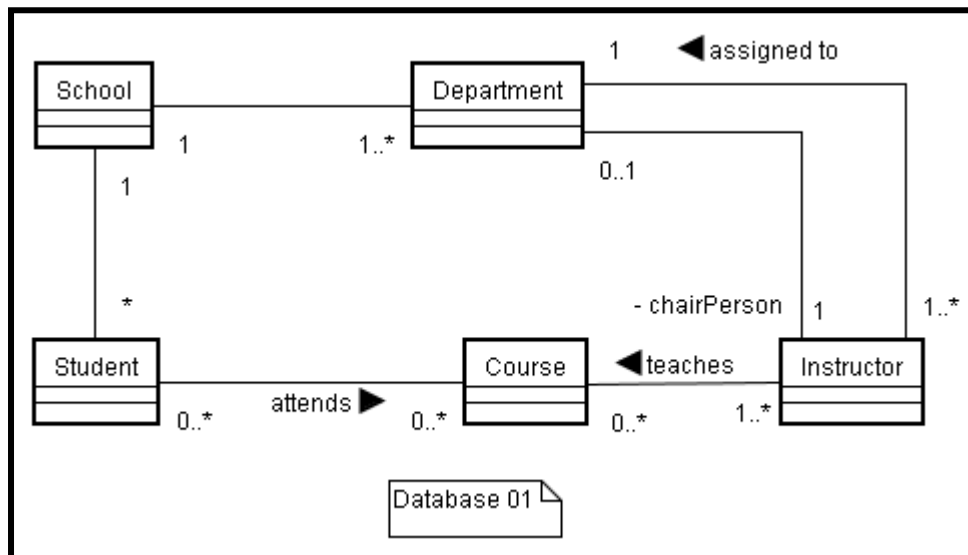 1 ◀ assigned to
School
Department
1
1..*
0..1
1
*
- chairPerson
1
1..*
Student
Course
◀ teaches
Instructor
0..*
attends ▶
0..*
0..*
1..*
Database 01